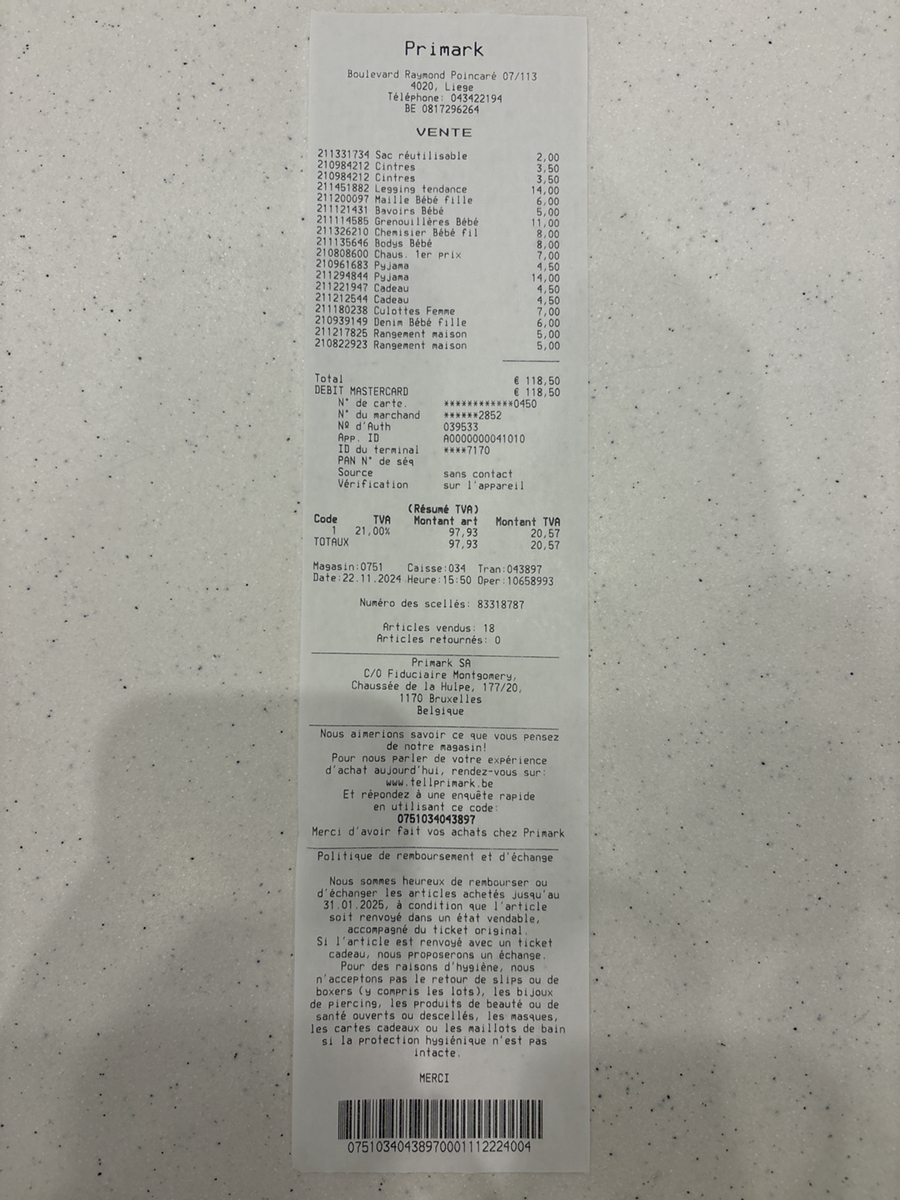 Primark
Boulevard Raymond Poincaré 07/113
4020, Liege
Téléphone: 043422194
BE 0817296264
VENTE
211331734 Sac réutilisable 2,00
210984212 Cintres 3,50
210984212 Cintres 3,50
211451882 Legging tendance 14,00
211200097 Maille Bébé fille 6,00
211121431 Bavoirs Bébé 5,00
211114585 Grenouillères Bébé 11,00
211326210 Chemisier Bébé fil 8,00
211135646 Bodys Bébé 8,00
210808600 Chaus. 1er prix 7,00
210961683 Pyjama 4,50
211294844 Pyjama 14,00
211221947 Cadeau 4,50
211212544 Cadeau 4,50
211180238 Culottes Femme 7,00
210939149 Denim Bébé fille 6,00
211217825 Rangement maison 5,00
210822923 Rangement maison 5,00
Total € 118,50
DEBIT MASTERCARD € 118,50
N° de carte. ************0450
N° du marchand ******2852
Nº d'Auth 039533
App. ID A0000000041010
ID du terminal ****7170
PAN N° de séq
Source sans contact
Vérification sur l'appareil
(Résumé TVA)
Code TVA Montant art Montant TVA
1 21,00% 97,93 20,57
TOTAUX 97,93 20,57
Magasin:0751 Caisse:034 Tran:043897
Date:22.11.2024 Heure:15:50 Oper:10658993
Numéro des scellés: 83318787
Articles vendus: 18
Articles retournés: 0
Primark SA
C/O Fiduciaire Montgomery,
Chaussée de la Hulpe, 177/20,
1170 Bruxelles
Belgique
Nous aimerions savoir ce que vous pensez
de notre magasin!
Pour nous parler de votre expérience
d'achat aujourd'hui, rendez-vous sur:
www.tellprimark.be
Et répondez à une enquête rapide
en utilisant ce code:
0751034043897
Merci d'avoir fait vos achats chez Primark
Politique de remboursement et d'échange
Nous sommes heureux de rembourser ou
d'échanger les articles achetés jusqu'au
31.01.2025, à condition que l'article
soit renvoyé dans un état vendable,
accompagné du ticket original.
Si l'article est renvoyé avec un ticket
cadeau, nous proposerons un échange.
Pour des raisons d'hygiène, nous
n'acceptons pas le retour de slips ou de
boxers (y compris les lots), les bijoux
de piercing, les produits de beauté ou de
santé ouverts ou descellés, les masques,
les cartes cadeaux ou les maillots de bain
si la protection hygiénique n'est pas
intacte.
MERCI
07510340438970001112224004